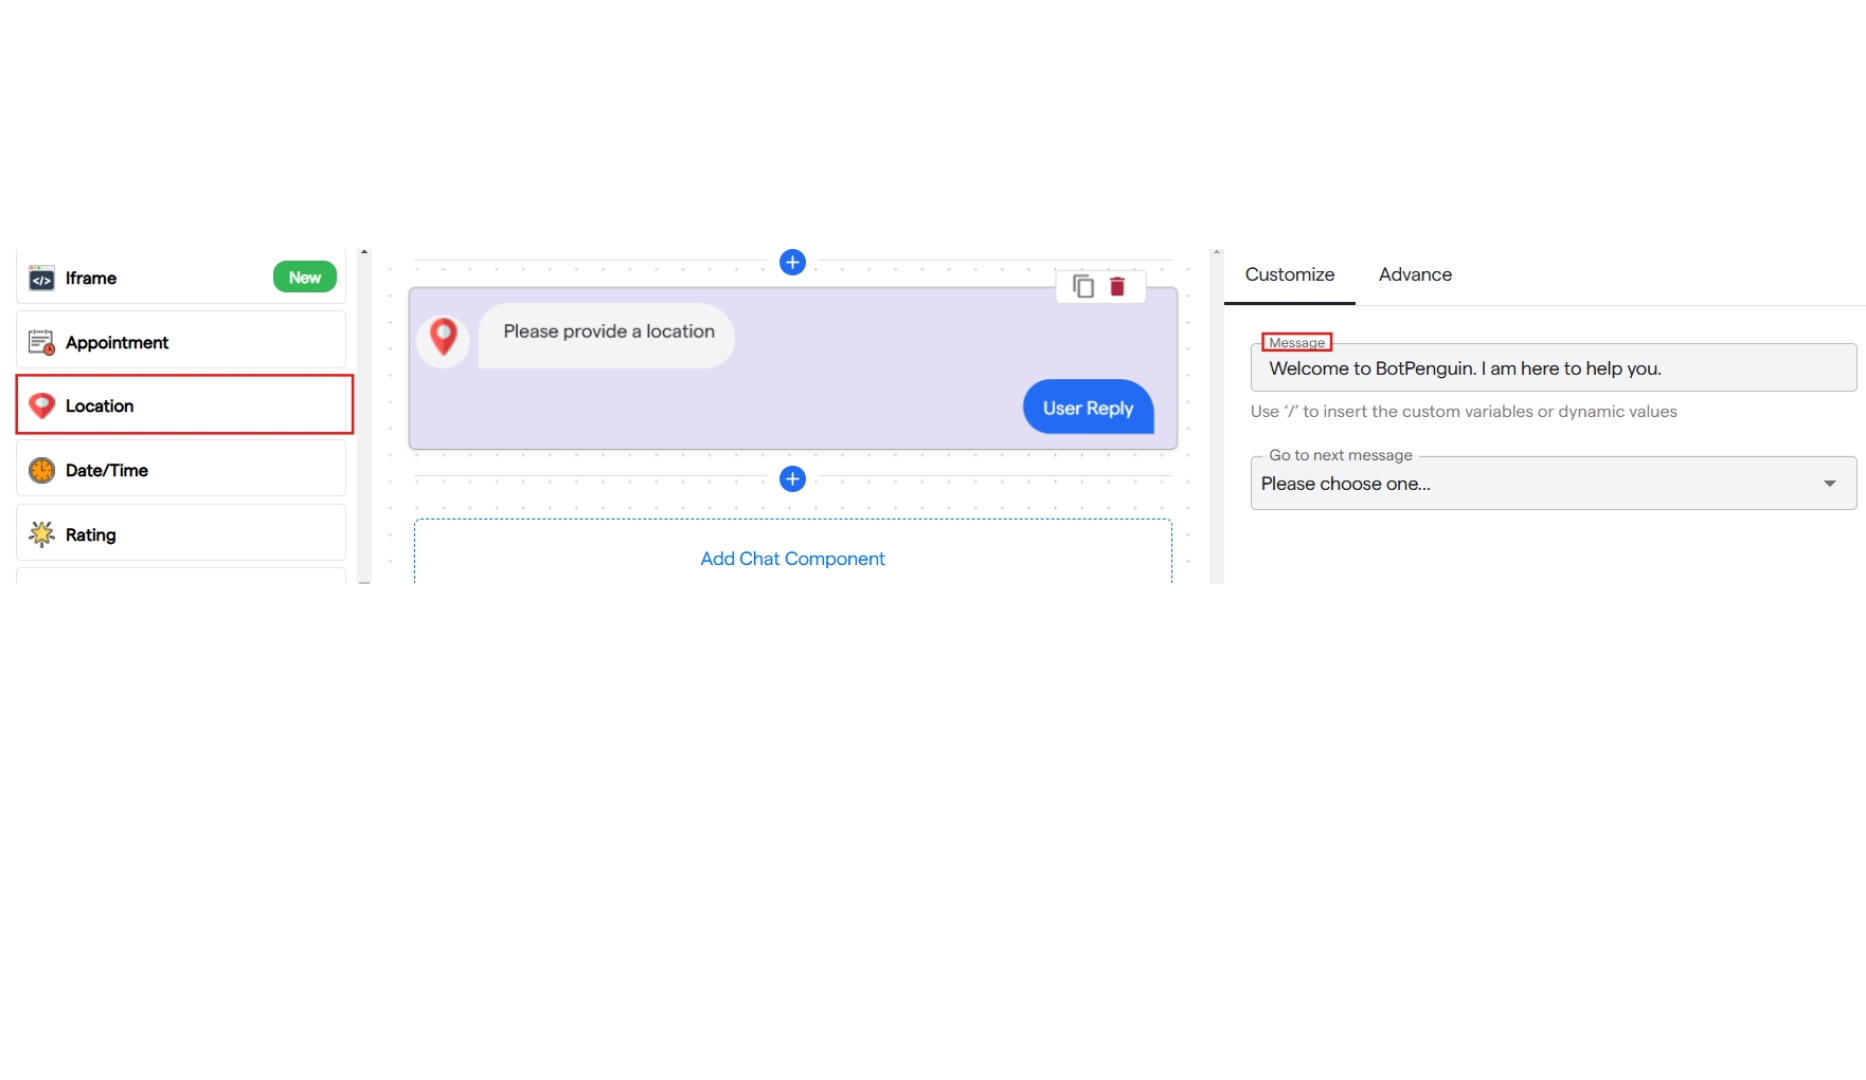 Iframe
New
Appointment
Location
Date/Time
Rating
Please provide a location
User Reply
Add Chat Component
Customize
Advance
Message
Welcome to BotPenguin. I am here to help you.
Use ‘/’ to insert the custom variables or dynamic values
Go to next message
Please choose one...